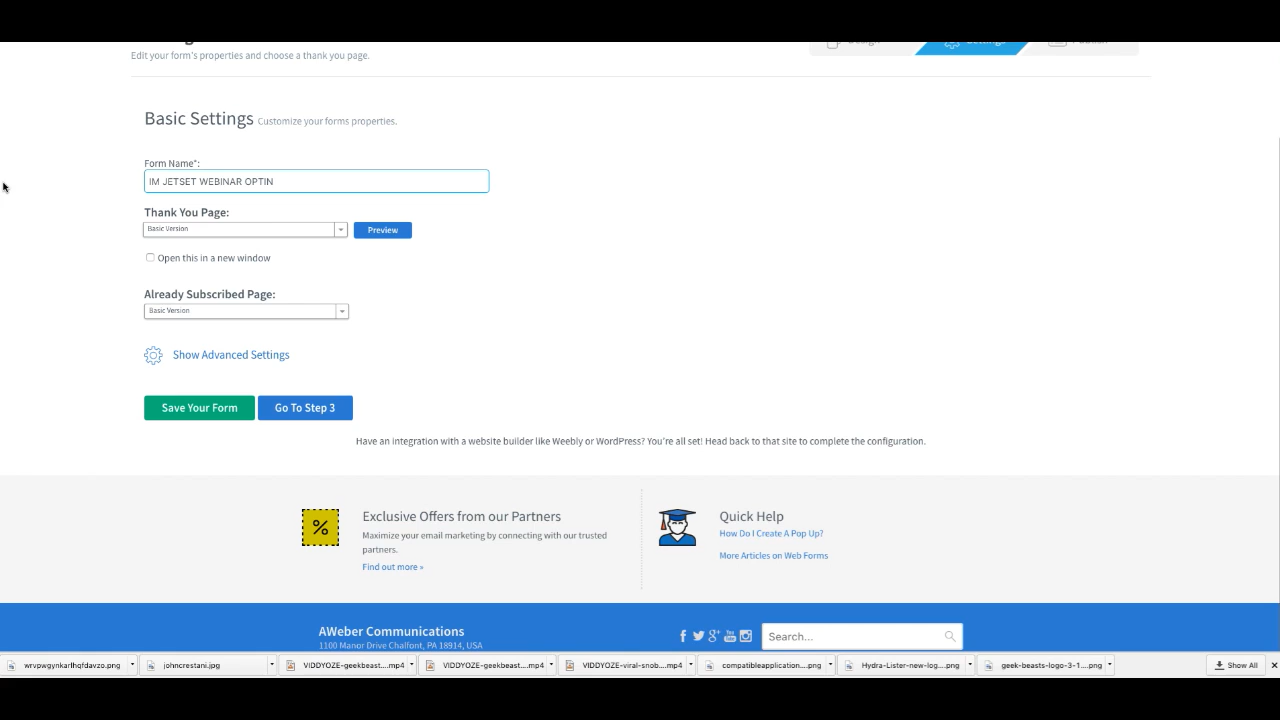 Edit your form's properties and choose a thank you page.
Basic Settings Customize your forms properties.
Form Name*:
IM JETSET WEBINAR OPTIN
Thank You Page:
Basic Version
Preview
Open this in a new window
Already Subscribed Page:
Basic Version
Show Advanced Settings
Save Your Form
Go To Step 3
Have an integration with a website builder like Weebly or WordPress? You're all set! Head back to that site to complete the configuration.
%
Exclusive Offers from our Partners
Maximize your email marketing by connecting with our trusted
partners.
Find out more »
Quick Help
How Do I Create A Pop Up?
More Articles on Web Forms
AWeber Communications
1100 Manor Drive Chalfont, PA 18914, USA
Search...
wrvpwgynkarlhqfdavzo.png
johncrestani.jpg
VIDDYOZE-geekbeast....mp4
VIDDYOZE-geekbeast....mp4
VIDDYOZE-viral-snob....mp4
compatibleapplication....png
Hydra-Lister-new-log....png
geek-beasts-logo-3-1....png
Show All